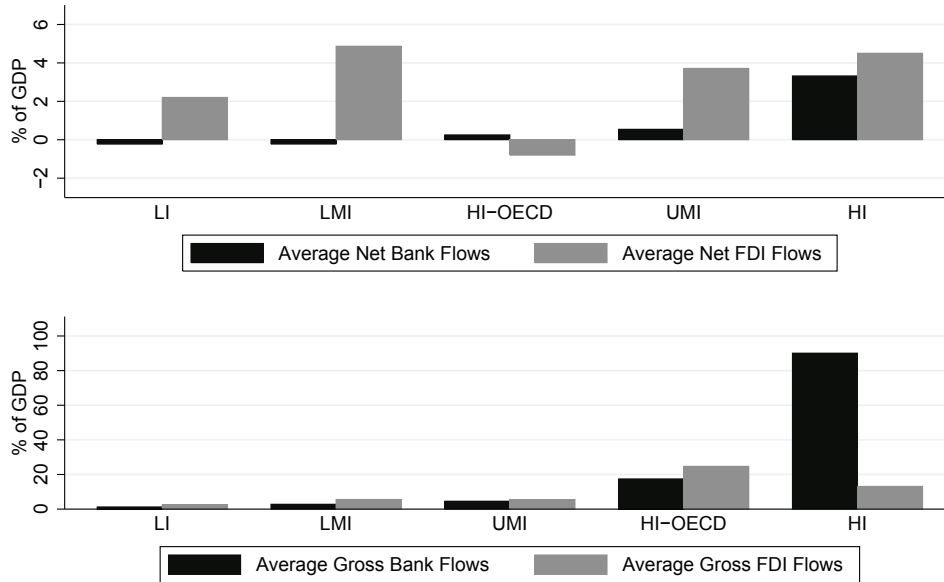 % of GDP
6
4
2
0
−2
LI LMI HI−OECD UMI HI
Average Net Bank Flows Average Net FDI Flows
% of GDP
100
80
60
40
20
0
LI LMI UMI HI−OECD HI
Average Gross Bank Flows Average Gross FDI Flows